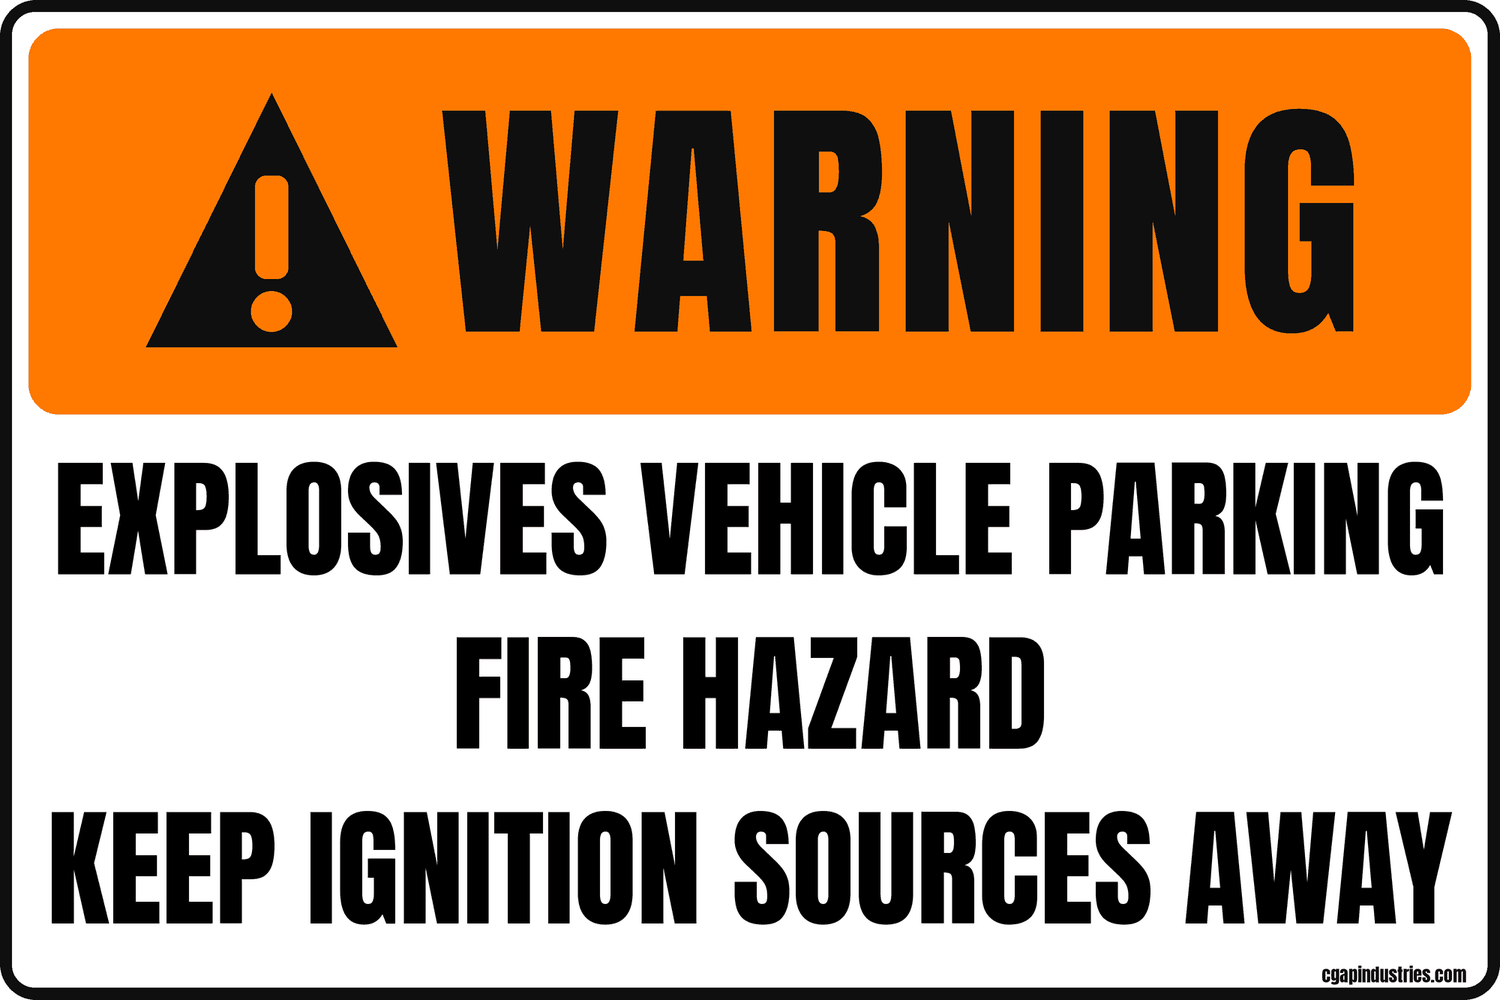 WARNING
EXPLOSIVES VEHICLE PARKING
FIRE HAZARD
KEEP IGNITION SOURCES AWAY
cgapindustries.com